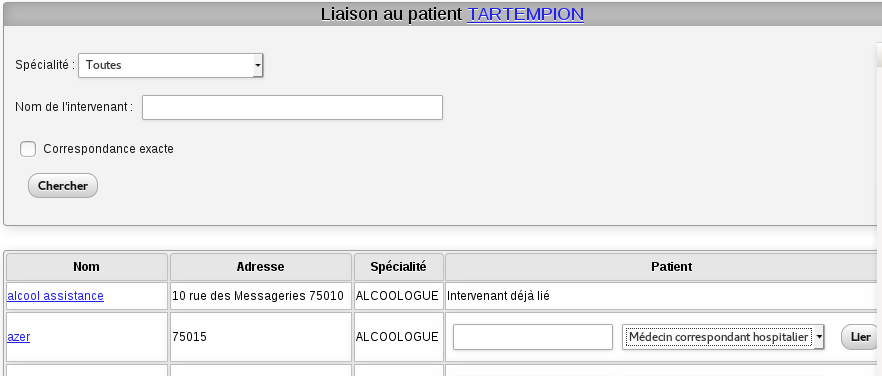 Liaison au patient TARTEMPION
Spécialité : Toutes
Nom de l'intervenant :
Correspondance exacte
Chercher
Nom Adresse Spécialité Patient
alcool assistance 10 rue des Messageries 75010 ALCOOLOGUE Intervenant déjà lié
azer 75015 ALCOOLOGUE Médecin correspondant hospitalier Lier